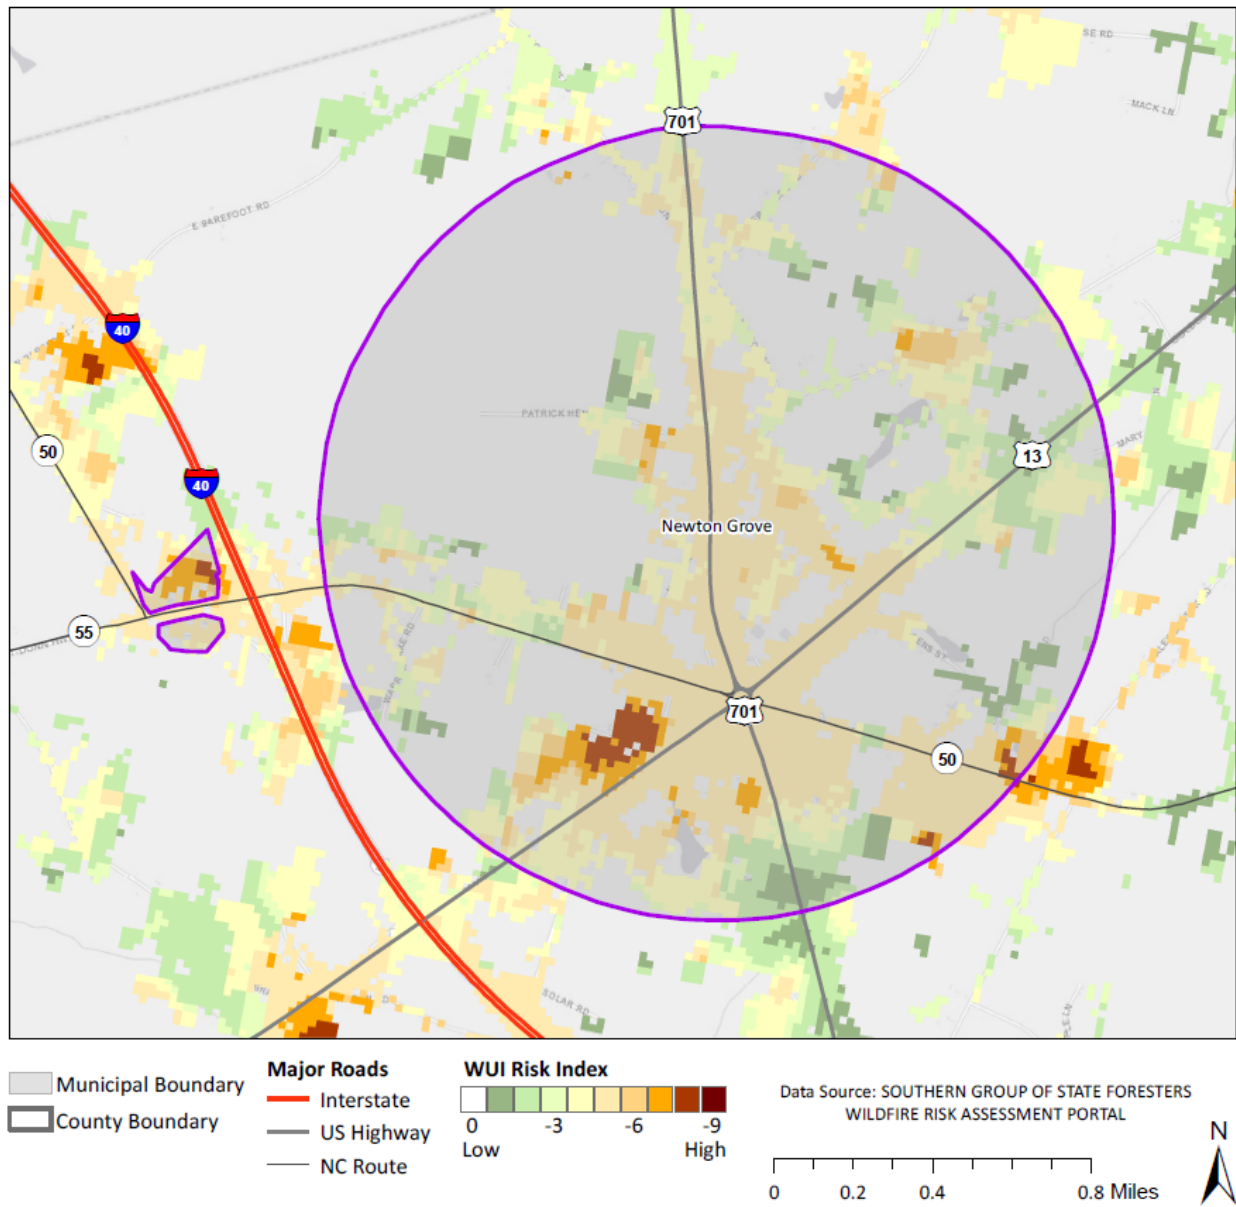 SE RD
701
MACK LN
E BAREFOOT RD
40
50
PATRICK HE
MARY
13
40
Newton Grove
55
701
50
SOLAR RD
Municipal Boundary
County Boundary
Major Roads
Interstate
US Highway
NC Route
WUI Risk Index
0 -3 -6 -9
Low High
Data Source: SOUTHERN GROUP OF STATE FORESTERS
WILDFIRE RISK ASSESSMENT PORTAL
0 0.2 0.4 0.8 Miles
N